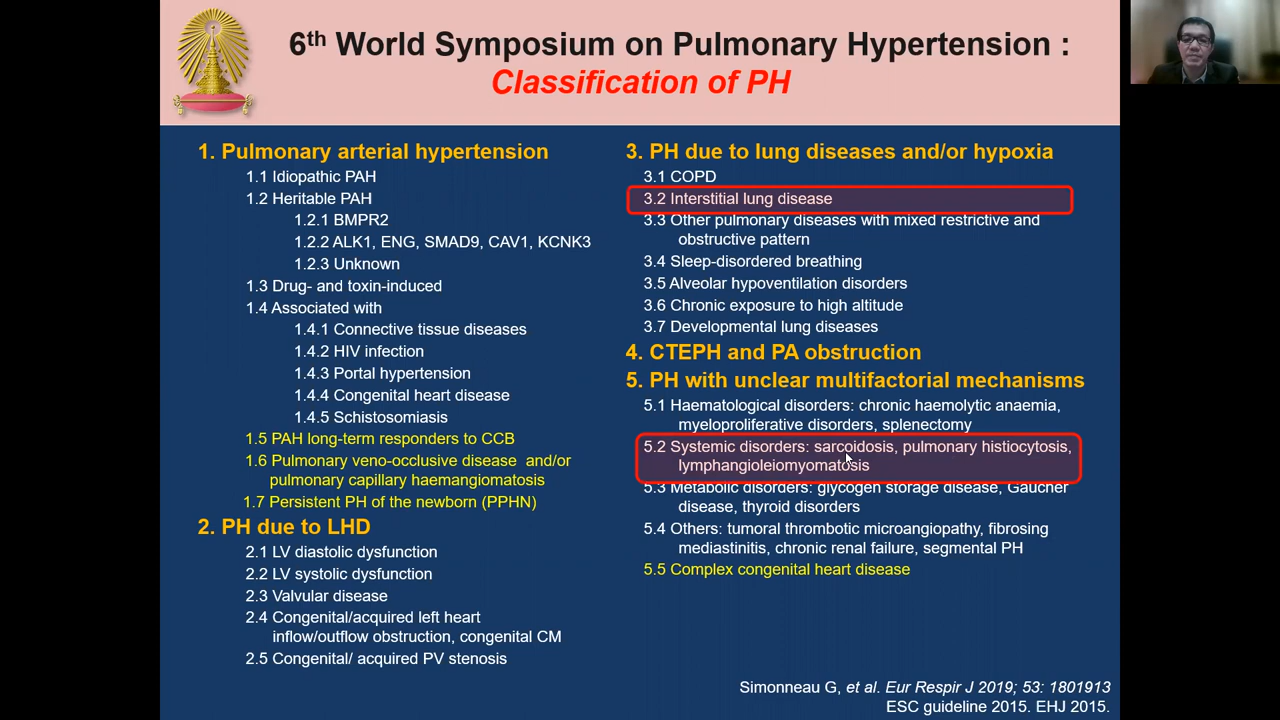 6th World Symposium on Pulmonary Hypertension :
Classification of PH
1. Pulmonary arterial hypertension
1.1 Idiopathic PAH
1.2 Heritable PAH
1.2.1 BMPR2
1.2.2 ALK1, ENG, SMAD9, CAV1, KCNK3
1.2.3 Unknown
1.3 Drug- and toxin-induced
1.4 Associated with
1.4.1 Connective tissue diseases
1.4.2 HIV infection
1.4.3 Portal hypertension
1.4.4 Congenital heart disease
1.4.5 Schistosomiasis
1.5 PAH long-term responders to CCB
1.6 Pulmonary veno-occlusive disease and/or
pulmonary capillary haemangiomatosis
1.7 Persistent PH of the newborn (PPHN)
2. PH due to LHD
2.1 LV diastolic dysfunction
2.2 LV systolic dysfunction
2.3 Valvular disease
2.4 Congenital/acquired left heart
inflow/outflow obstruction, congenital CM
2.5 Congenital/ acquired PV stenosis
3. PH due to lung diseases and/or hypoxia
3.1 COPD
3.2 Interstitial lung disease
3.3 Other pulmonary diseases with mixed restrictive and
obstructive pattern
3.4 Sleep-disordered breathing
3.5 Alveolar hypoventilation disorders
3.6 Chronic exposure to high altitude
3.7 Developmental lung diseases
4. CTEPH and PA obstruction
5. PH with unclear multifactorial mechanisms
5.1 Haematological disorders: chronic haemolytic anaemia,
myeloproliferative disorders, splenectomy
5.2 Systemic disorders: sarcoidosis, pulmonary histiocytosis,
lymphangioleiomyomatosis
5.3 Metabolic disorders: glycogen storage disease, Gaucher
disease, thyroid disorders
5.4 Others: tumoral thrombotic microangiopathy, fibrosing
mediastinitis, chronic renal failure, segmental PH
5.5 Complex congenital heart disease
Simonneau G, et al. Eur Respir J 2019; 53: 1801913
ESC guideline 2015. EHJ 2015.